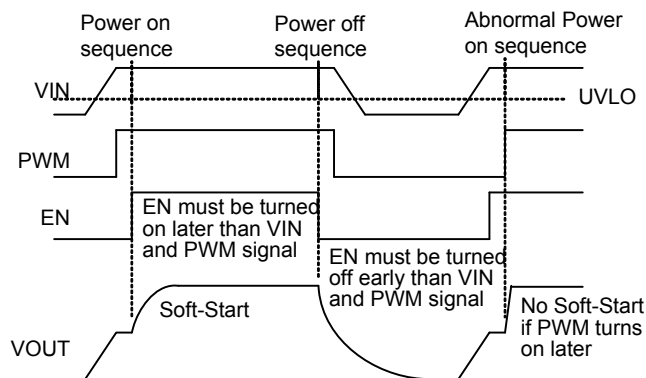 Power on
sequence
Power off
sequence
Abnormal Power
on sequence
VIN
UVLO
PWM
EN
EN must be turned
on later than VIN
and PWM signal
EN must be turned
off early than VIN
and PWM signal
Soft-Start
No Soft-Start
if PWM turns
on later
VOUT